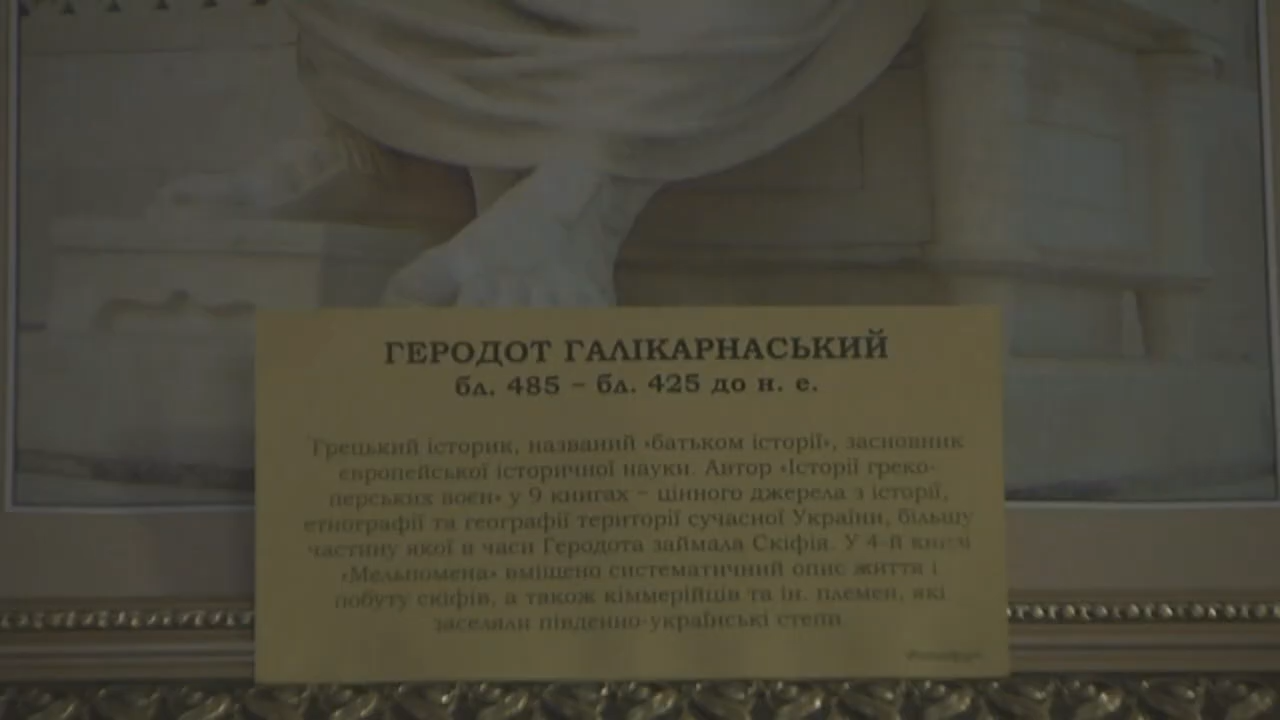 ГЕРОДОТ ГАЛІКАРНАСЬКИЙ
бл. 485 – бл. 425 до н. е.
Грецький історик, названий «батьком історії», засновник
європейської історичної науки. Автор «Історії греко-
перських воєн» у 9 книгах – цінного джерела з історії,
етнографії та географії території сучасної України, більшу
частину якої в часи Геродота займала Скіфія. У 4-й книзі
«Мельпомена» вміщено систематичний опис життя і
побуту скіфів, а також кіммерійців та ін. племен, які
заселяли південно-українські степи